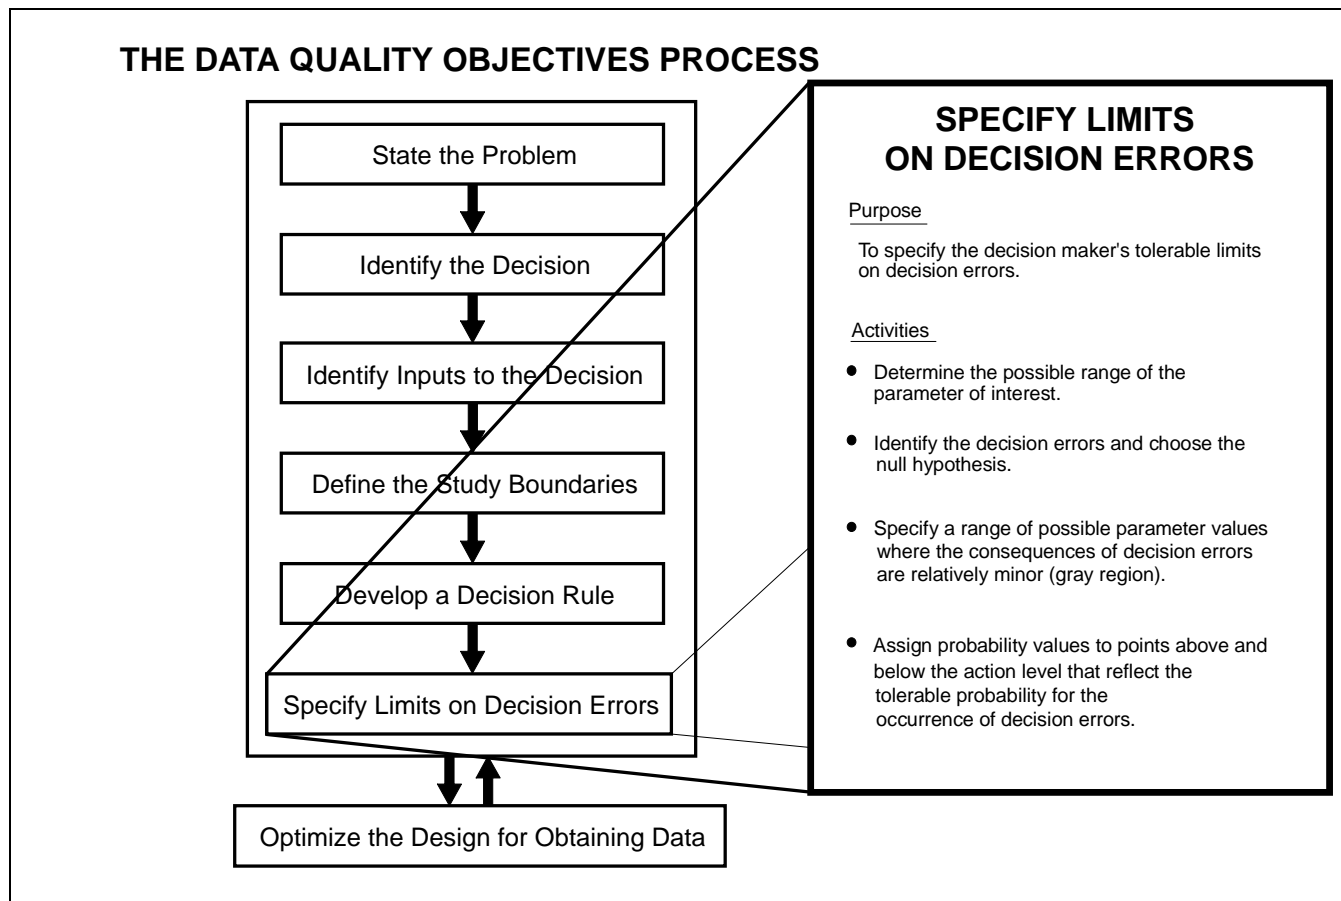 THE DATA QUALITY OBJECTIVES PROCESS
State the Problem
Identify the Decision
Identify Inputs to the Decision
Define the Study Boundaries
Develop a Decision Rule
Specify Limits on Decision Errors
Optimize the Design for Obtaining Data
SPECIFY LIMITS
ON DECISION ERRORS
Purpose
To specify the decision maker's tolerable limits
on decision errors.
Activities
• Determine the possible range of the
parameter of interest.
• Identify the decision errors and choose the
null hypothesis.
• Specify a range of possible parameter values
where the consequences of decision errors
are relatively minor (gray region).
• Assign probability values to points above and
below the action level that reflect the
tolerable probability for the
occurrence of decision errors.